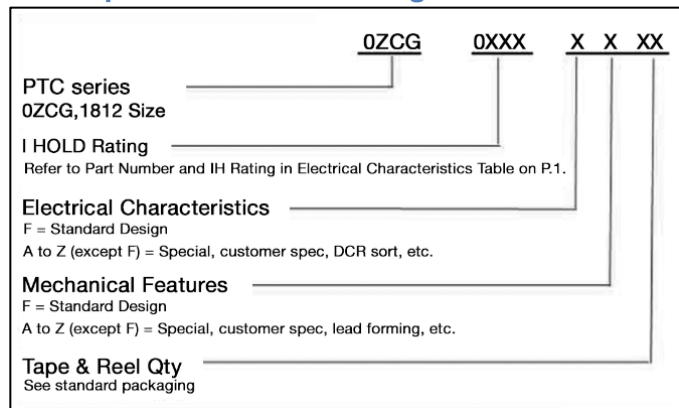 0ZCG 0XXX X X XX
PTC series
0ZCG,1812 Size
I HOLD Rating
Refer to Part Number and IH Rating in Electrical Characteristics Table on P.1.
Electrical Characteristics
F = Standard Design
A to Z (except F) = Special, customer spec, DCR sort, etc.
Mechanical Features
F = Standard Design
A to Z (except F) = Special, customer spec, lead forming, etc.
Tape & Reel Qty
See standard packaging